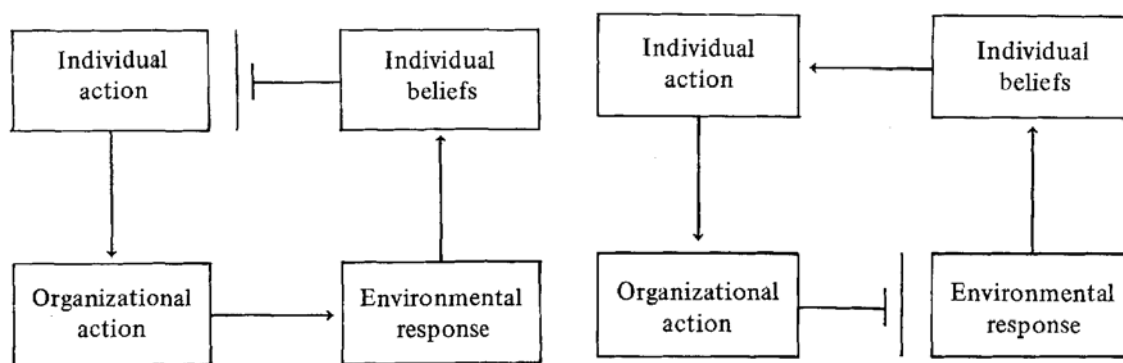 Individual
action
Individual
beliefs
Organizational
action
Environmental
response
Individual
action
Individual
beliefs
Organizational
action
Environmental
response